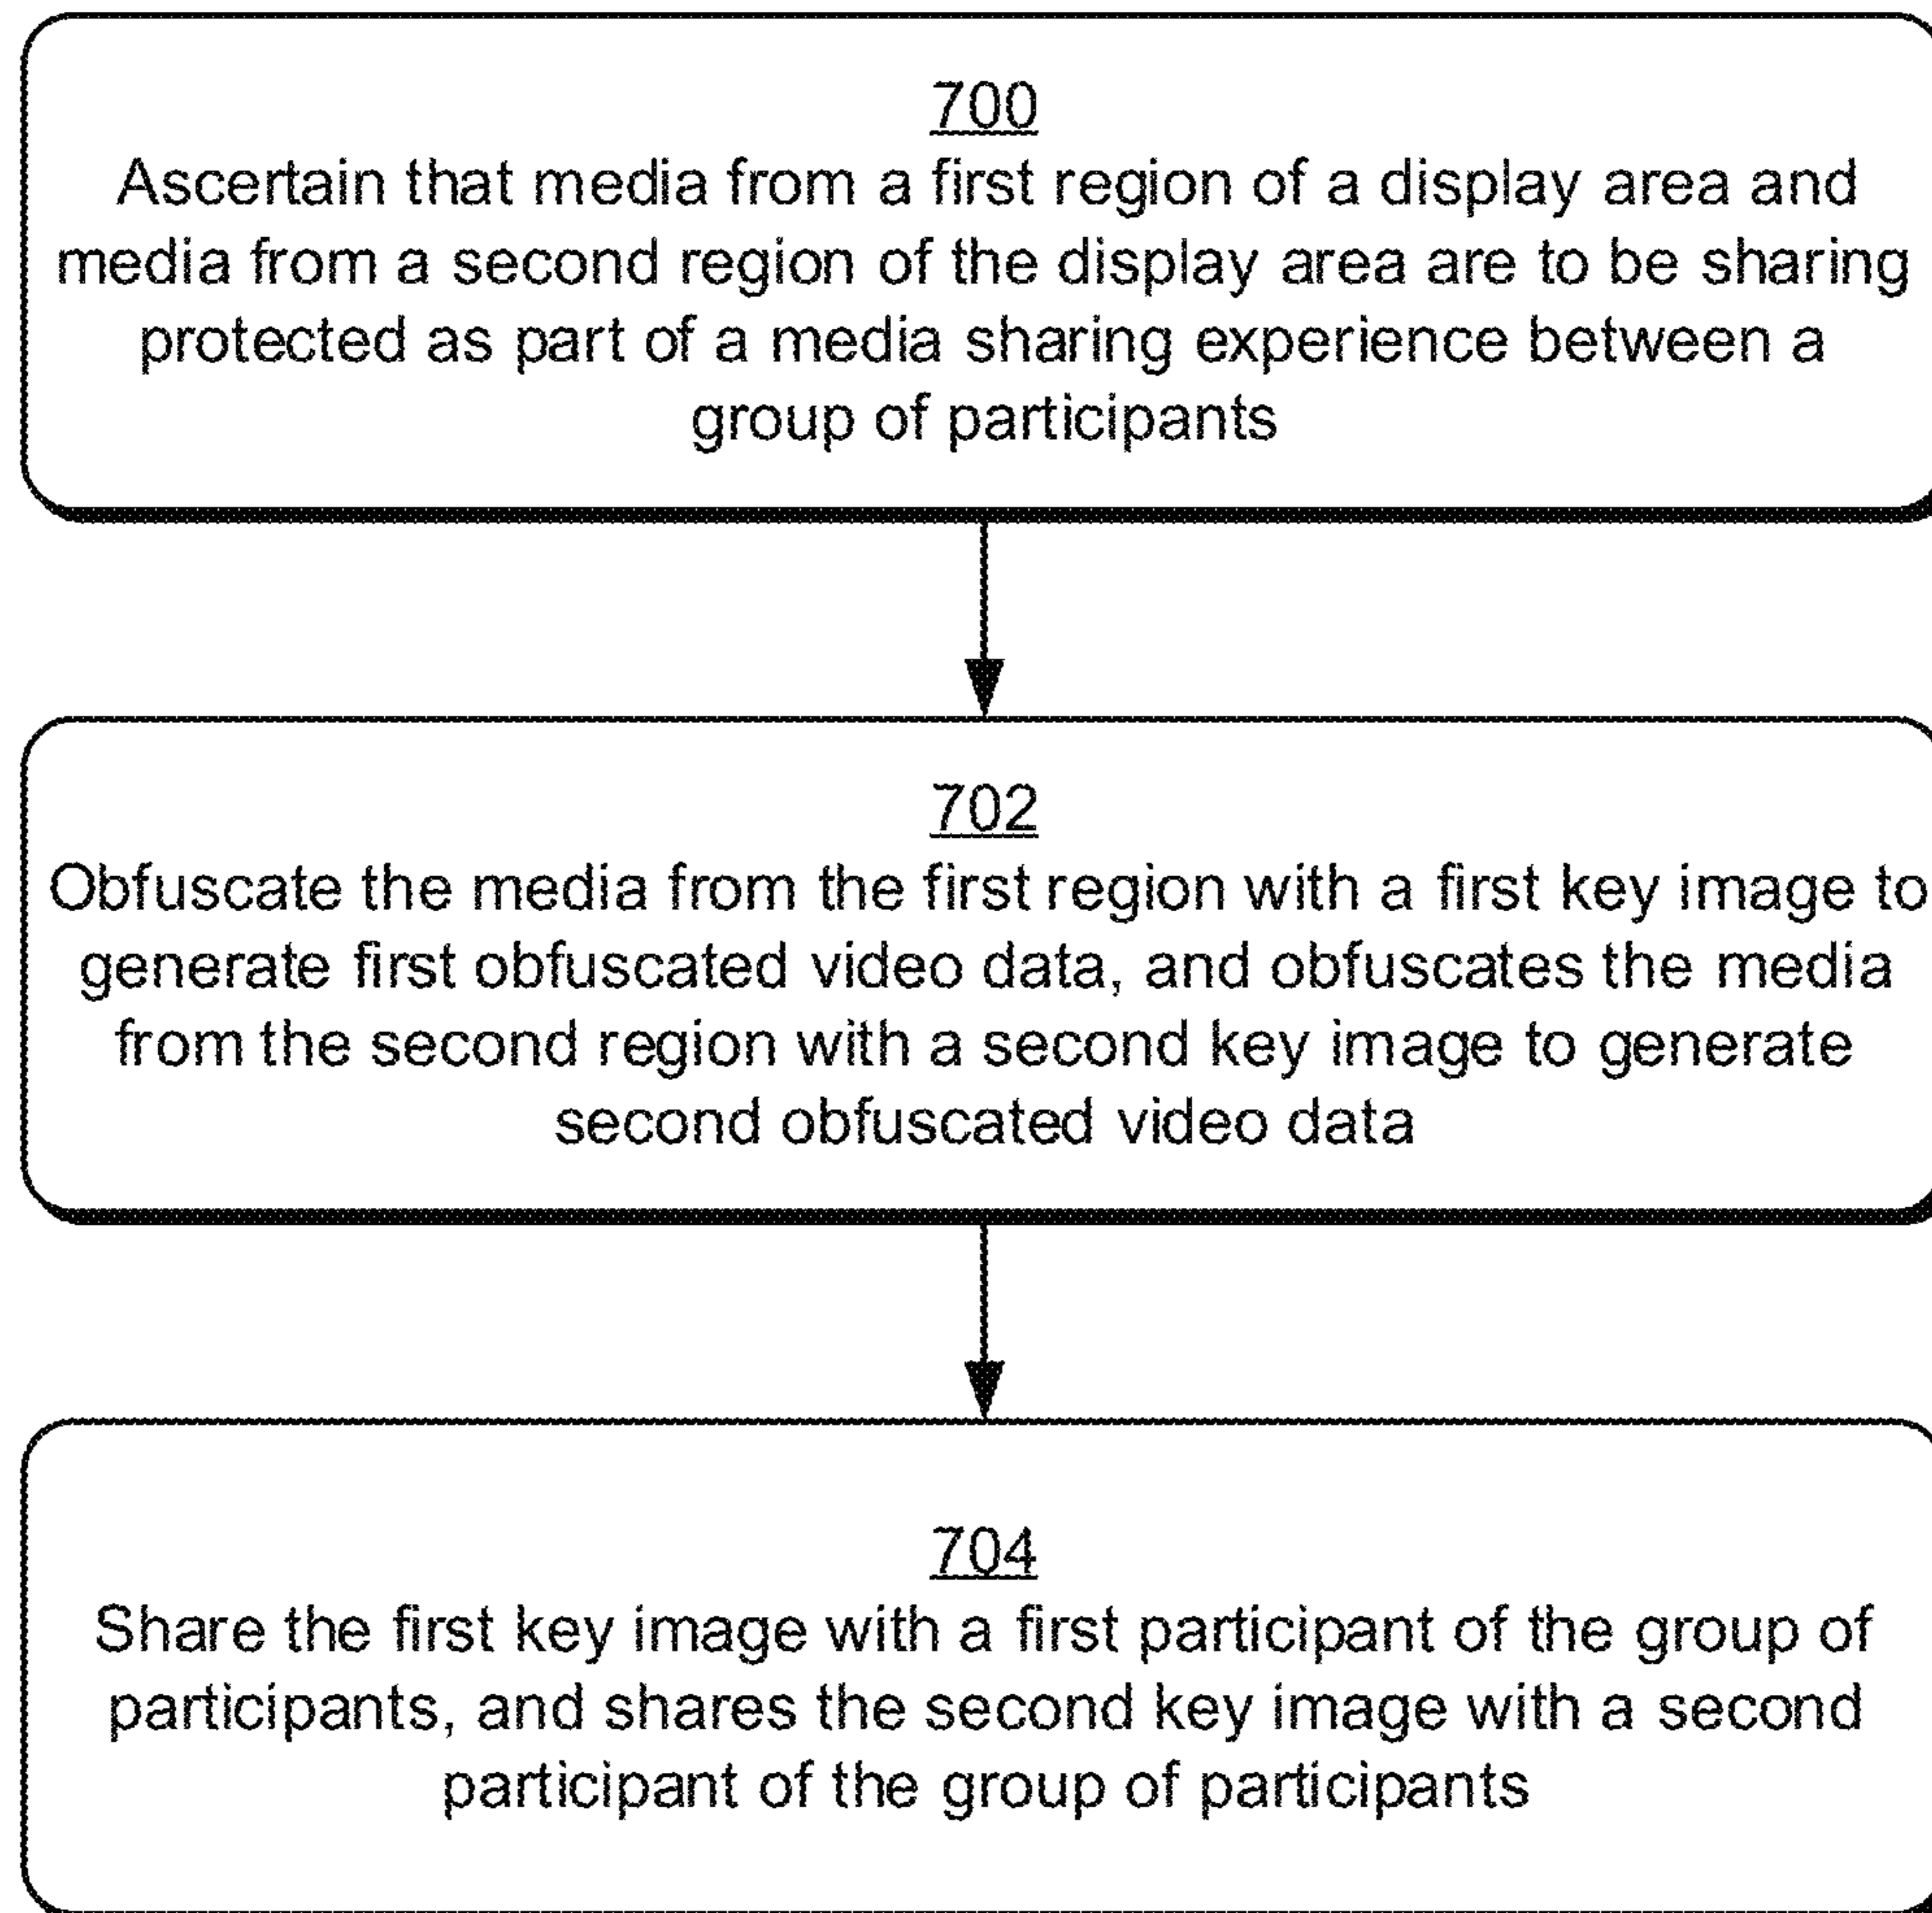 700
Ascertain that media from a first region of a display area and
media from a second region of the display area are to be sharing
protected as part of a media sharing experience between a
group of participants
702
Obfuscate the media from the first region with a first key image to
generate first obfuscated video data, and obfuscates the media
from the second region with a second key image to generate
second obfuscated video data
704
Share the first key image with a first participant of the group of
participants, and shares the second key image with a second
participant of the group of participants